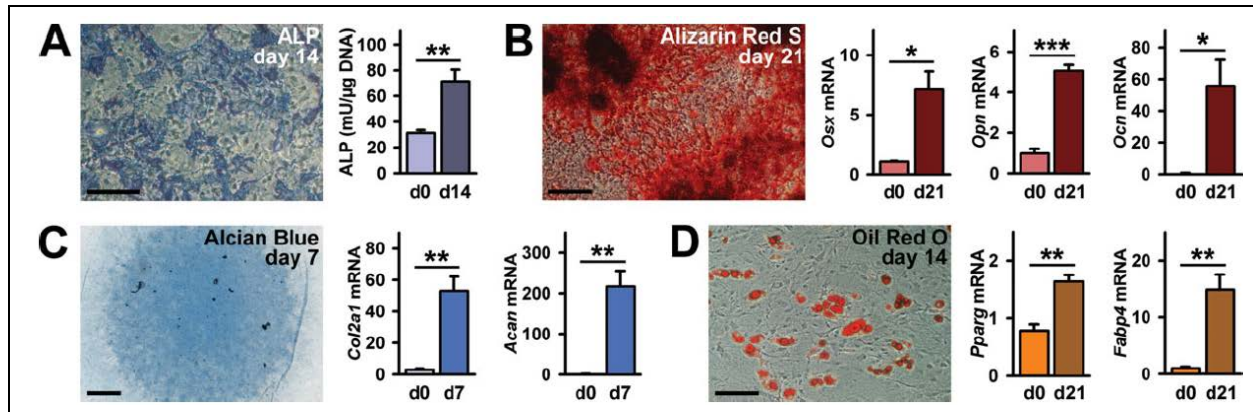 A
ALP
day 14
ALP (mU/µg DNA)
100
80
60
40
20
0
**
d0 d14
B
Alizarin Red S
day 21
Osx mRNA
10
5
0
*
d0 d21
Opn mRNA
6
4
2
0
***
d0 d21
Ocn mRNA
80
60
40
20
0
*
d0 d21
C
Alcian Blue
day 7
Col2a1 mRNA
80
60
40
20
0
**
d0 d7
Acan mRNA
300
200
100
0
**
d0 d7
D
Oil Red O
day 14
Pparg mRNA
2
1
0
**
d0 d21
Fabp4 mRNA
20
10
0
**
d0 d21